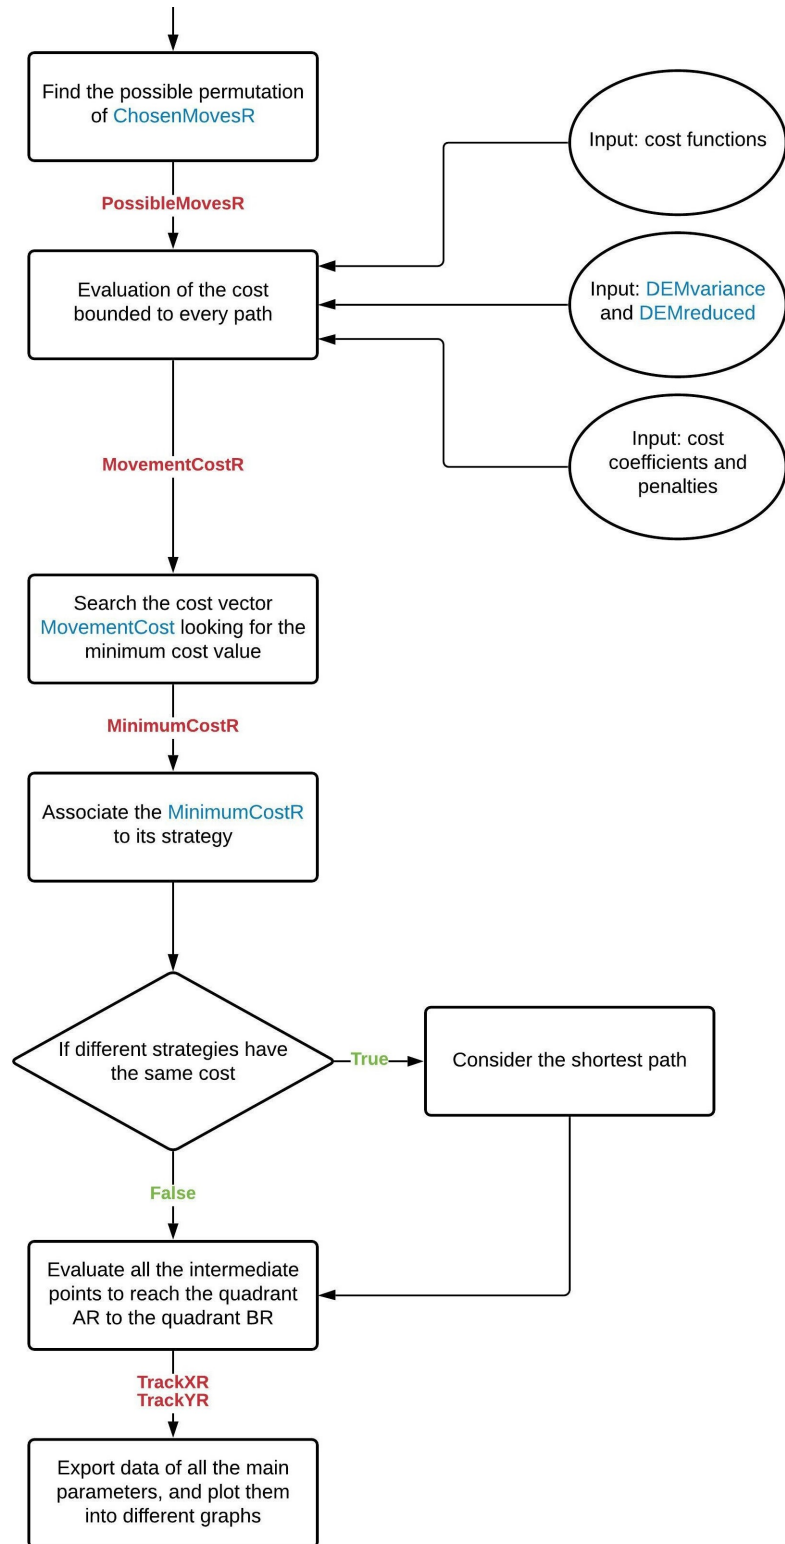 Find the possible permutation
of ChosenMovesR
Input: cost functions
PossibleMovesR
Evaluation of the cost
bounded to every path
Input: DEMvariance
and DEMreduced
Input: cost
coefficients and
penalties
MovementCostR
Search the cost vector
MovementCost looking for the
minimum cost value
MinimumCostR
Associate the MinimumCostR
to its strategy
If different strategies have
the same cost
True
Consider the shortest path
False
Evaluate all the intermediate
points to reach the quadrant
AR to the quadrant BR
TrackXR
TrackYR
Export data of all the main
parameters, and plot them
into different graphs